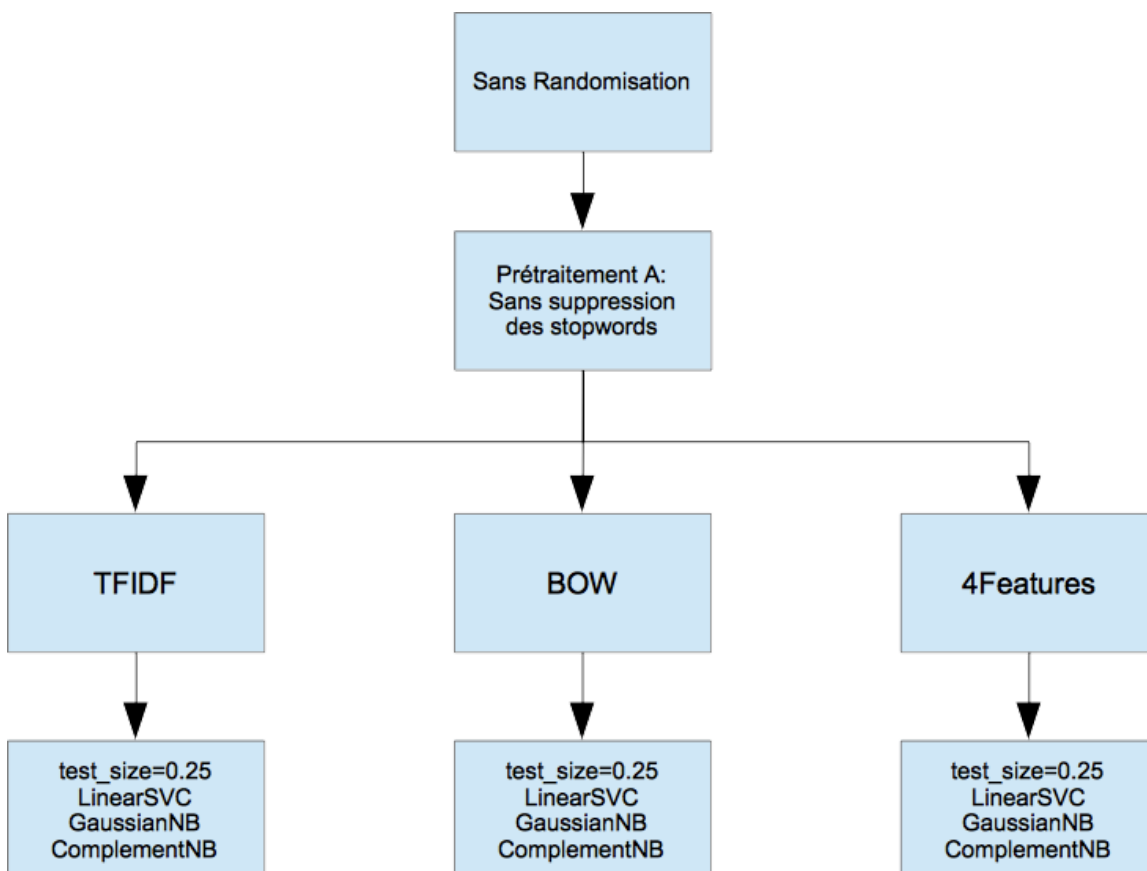 Sans Randomisation
Prétraitement A:
Sans suppression
des stopwords
TFIDF
BOW
4Features
test_size=0.25
LinearSVC
GaussianNB
ComplementNB
test_size=0.25
LinearSVC
GaussianNB
ComplementNB
test_size=0.25
LinearSVC
GaussianNB
ComplementNB